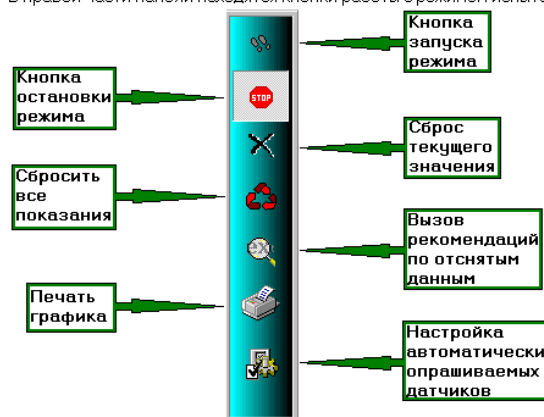 В правой части панели находятся кнопки работы с режимом
Кнопка
запуска
режима
Кнопка
остановки
режима
STOP
Сброс
текущего
значения
Сбросить
все
показания
Вызов
рекомендаций
по отснятым
данным
Печать
графика
Настройка
автоматически
опрашиваемых
датчиков